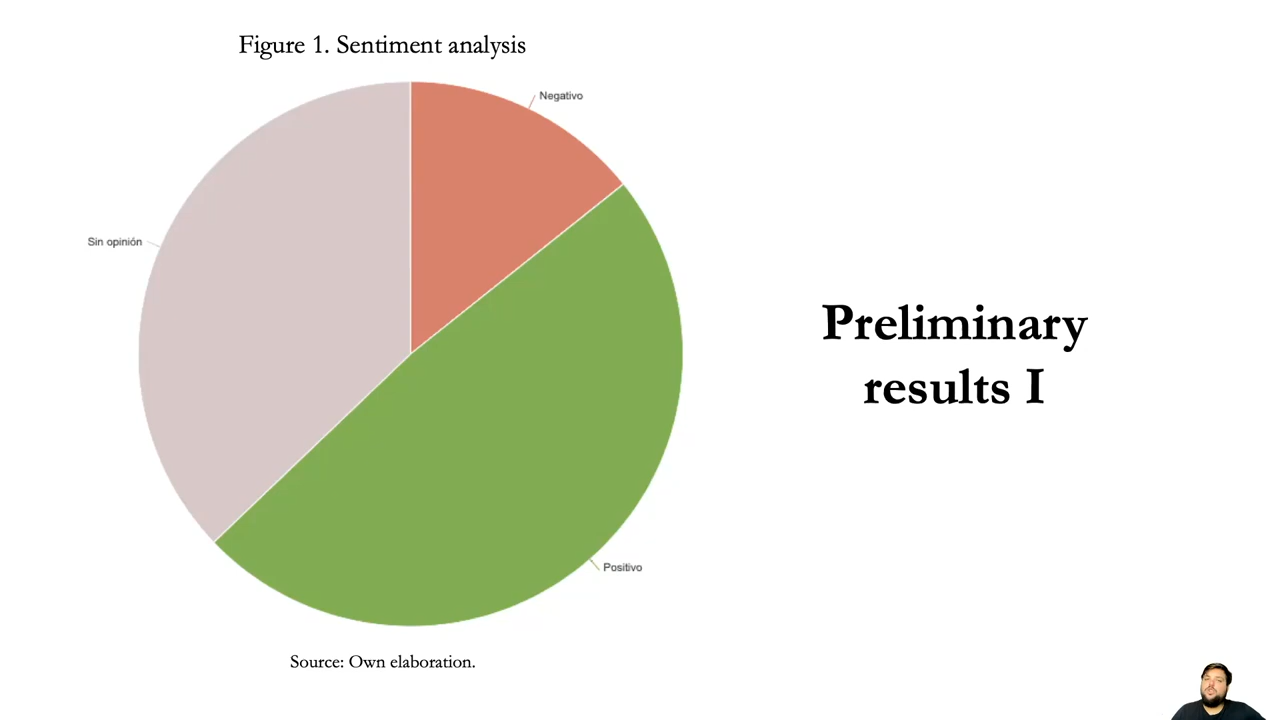 Figure 1. Sentiment analysis
Negativo
Sin opinión
Positivo
Source: Own elaboration.
Preliminary
results I